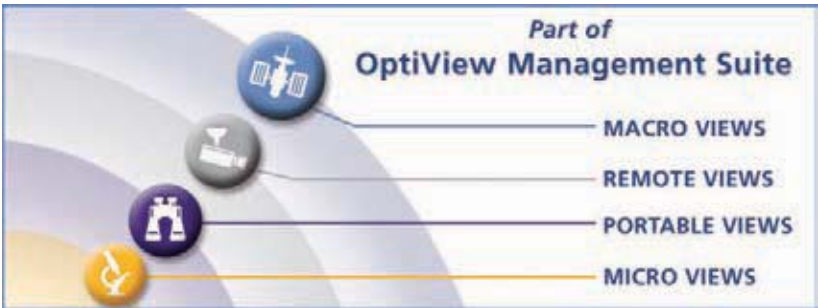 Part of
OptiView Management Suite
MACRO VIEWS
REMOTE VIEWS
PORTABLE VIEWS
MICRO VIEWS